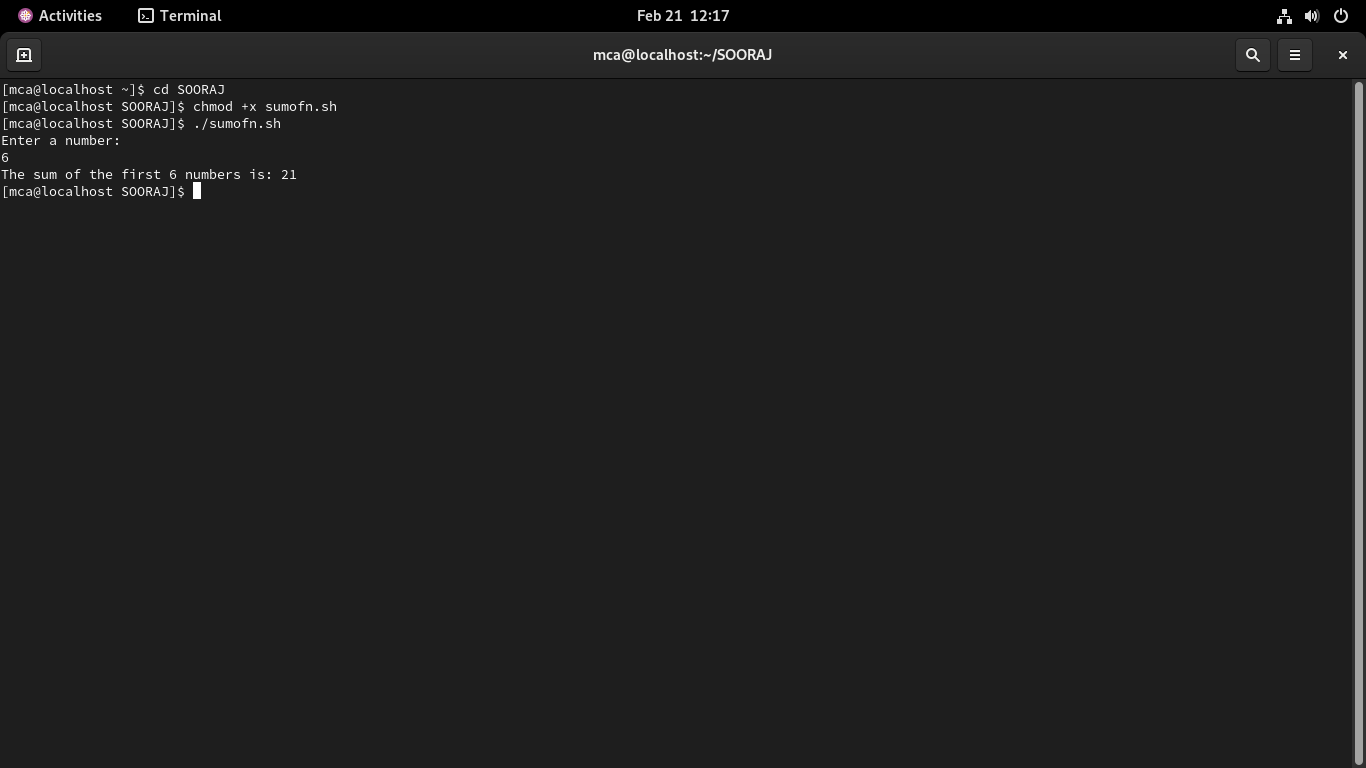 Activities Terminal Feb 21 12:17
mca@localhost:~/SOORAJ
[mca@localhost ~]$ cd SOORAJ
[mca@localhost SOORAJ]$ chmod +x sumofn.sh
[mca@localhost SOORAJ]$ ./sumofn.sh
Enter a number:
6
The sum of the first 6 numbers is: 21
[mca@localhost SOORAJ]$